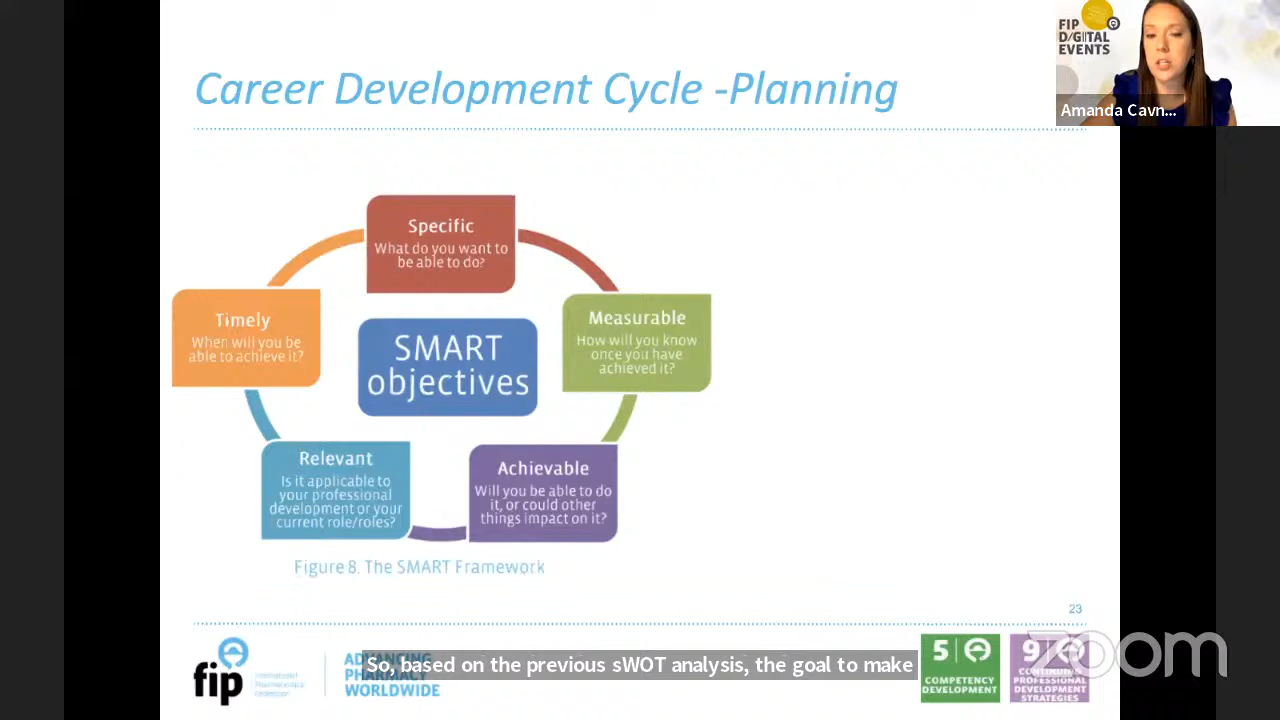 FIP
DIGITAL
EVENTS
Amanda Cavn...
Career Development Cycle -Planning
Specific
What do you want to
be able to do?
Timely
When will you be
able to achieve it?
SMART
objectives
Measurable
How will you know
once you have
achieved it?
Relevant
Is it applicable to
your professional
development or your
current role/roles?
Achievable
Will you be able to do
it, or could other
things impact on it?
Figure 8. The SMART Framework
23
fip
International
Pharmaceutical
Federation
ADVANCING
PHARMACY
WORLDWIDE
So, based on the previous sWOT analysis, the goal to make
5
COMPETENCY
DEVELOPMENT
9
CONTINUING
PROFESSIONAL
DEVELOPMENT
STRATEGIES
zoom